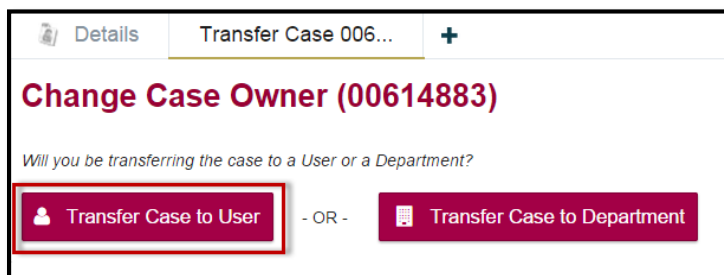 Details Transfer Case 006... +
Change Case Owner (00614883)
Will you be transferring the case to a User or a Department?
Transfer Case to User - OR - Transfer Case to Department